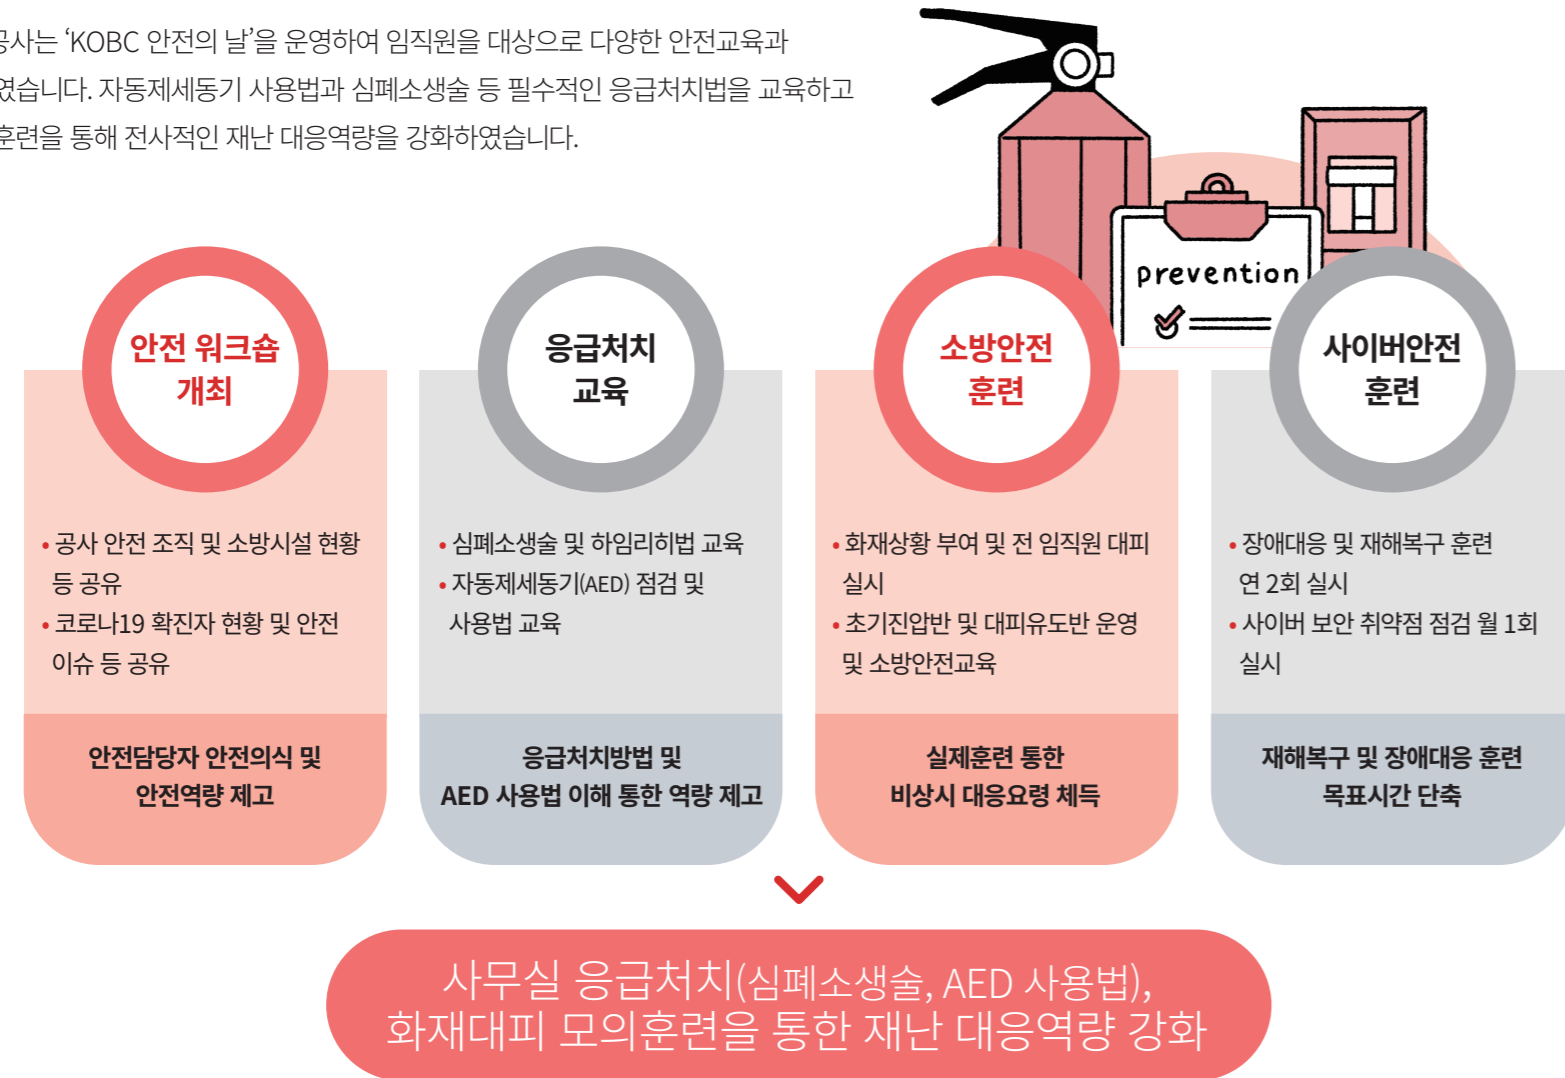 공사는 ‘KOBC 안전의 날’을 운영하여 임직원을 대상으로 다양한 안전교육과
였습니다. 자동제세동기 사용법과 심폐소생술 등 필수적인 응급처치법을 교육하고
훈련을 통해 전사적인 재난 대응역량을 강화하였습니다.
prevention
안전 워크숍
개최
• 공사 안전 조직 및 소방시설 현황
등 공유
• 코로나19 확진자 현황 및 안전
이슈 등 공유
안전담당자 안전의식 및
안전역량 제고
응급처치
교육
• 심폐소생술 및 하임리히법 교육
• 자동제세동기(AED) 점검 및
사용법 교육
응급처치방법 및
AED 사용법 이해 통한 역량 제고
소방안전
훈련
• 화재상황 부여 및 전 임직원 대피
실시
• 초기진압반 및 대피유도반 운영
및 소방안전교육
실제훈련 통한
비상시 대응요령 체득
사이버안전
훈련
• 장애대응 및 재해복구 훈련
연 2회 실시
• 사이버 보안 취약점 점검 월 1회
실시
재해복구 및 장애대응 훈련
목표시간 단축
사무실 응급처치(심폐소생술, AED 사용법),
화재대피 모의훈련을 통한 재난 대응역량 강화